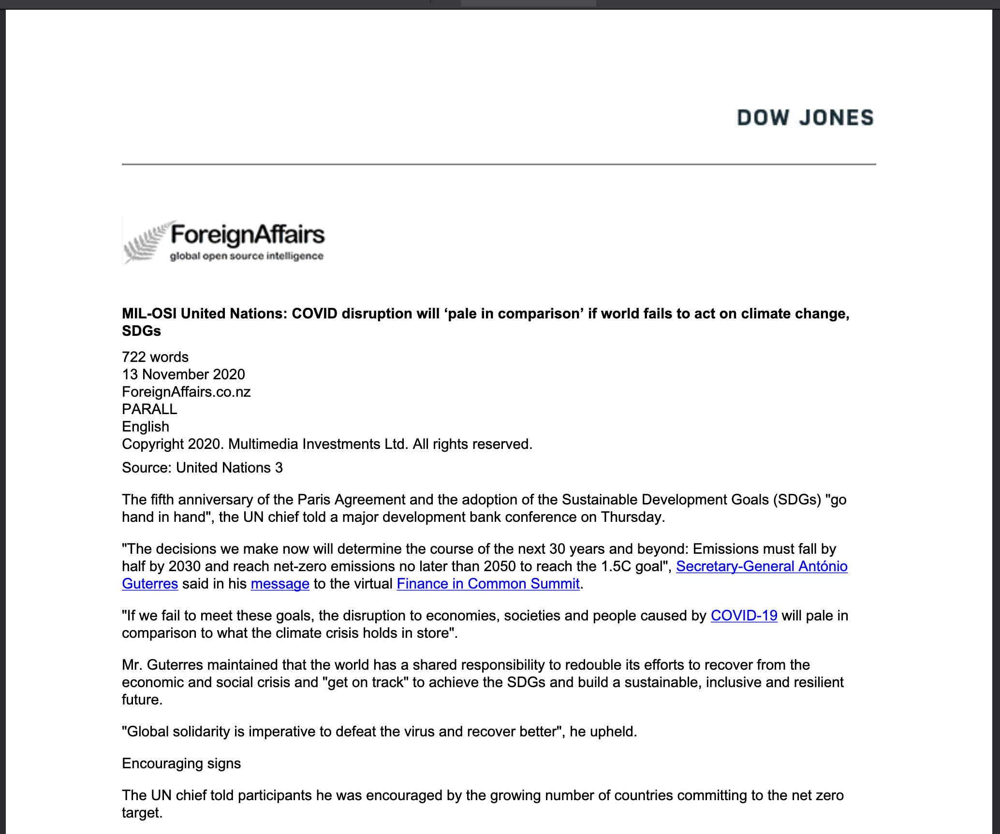 DOW JONES
ForeignAffairs
global open source intelligence
MIL-OSI United Nations: COVID disruption will ‘pale in comparison’ if world fails to act on climate change,
SDGs
722 words
13 November 2020
ForeignAffairs.co.nz
PARALL
English
Copyright 2020. Multimedia Investments Ltd. All rights reserved.
Source: United Nations 3
The fifth anniversary of the Paris Agreement and the adoption of the Sustainable Development Goals (SDGs) "go
hand in hand", the UN chief told a major development bank conference on Thursday.
"The decisions we make now will determine the course of the next 30 years and beyond: Emissions must fall by
half by 2030 and reach net-zero emissions no later than 2050 to reach the 1.5C goal", Secretary-General António
Guterres said in his message to the virtual Finance in Common Summit.
"If we fail to meet these goals, the disruption to economies, societies and people caused by COVID-19 will pale in
comparison to what the climate crisis holds in store".
Mr. Guterres maintained that the world has a shared responsibility to redouble its efforts to recover from the
economic and social crisis and "get on track" to achieve the SDGs and build a sustainable, inclusive and resilient
future.
"Global solidarity is imperative to defeat the virus and recover better", he upheld.
Encouraging signs
The UN chief told participants he was encouraged by the growing number of countries committing to the net zero
target.